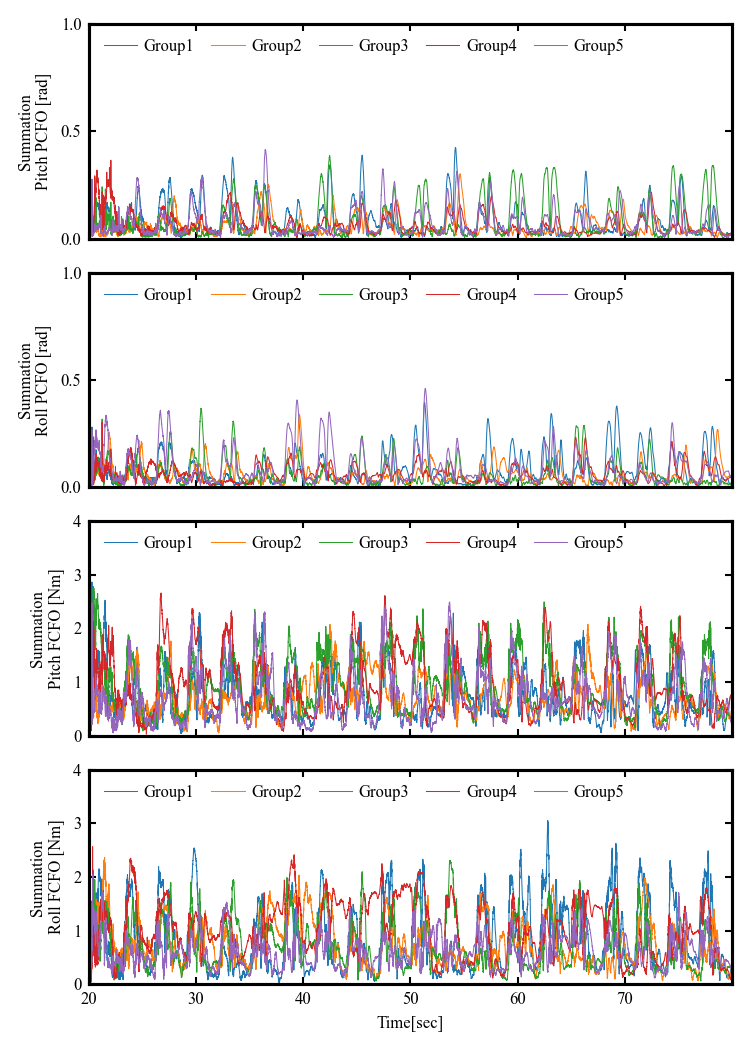 1.0
Group1 Group2 Group3 Group4 Group5
Summation
Pitch PCFO [rad]
0.5
0.0
1.0
Group1 Group2 Group3 Group4 Group5
Summation
Roll PCFO [rad]
0.5
0.0
4
Group1 Group2 Group3 Group4 Group5
3
Summation
Pitch FCFO [Nm]
2
1
0
4
Group1 Group2 Group3 Group4 Group5
3
Summation
Roll FCFO [Nm]
2
1
0
20 30 40 50 60 70
Time[sec]